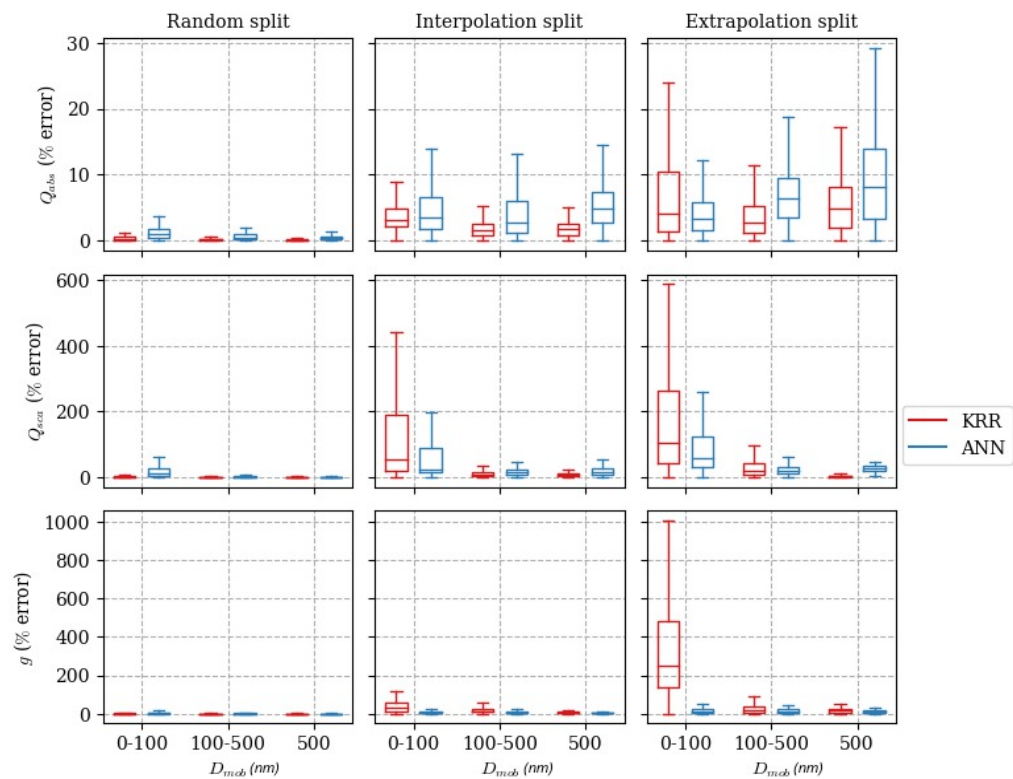 Random split Interpolation split Extrapolation split
30
20
10
0
Q_abs (% error)
600
400
200
0
Q_sca (% error)
KRR
ANN
1000
800
600
400
200
0
g (% error)
0-100 100-500 500 0-100 100-500 500 0-100 100-500 500
D_mob (nm) D_mob (nm) D_mob (nm)